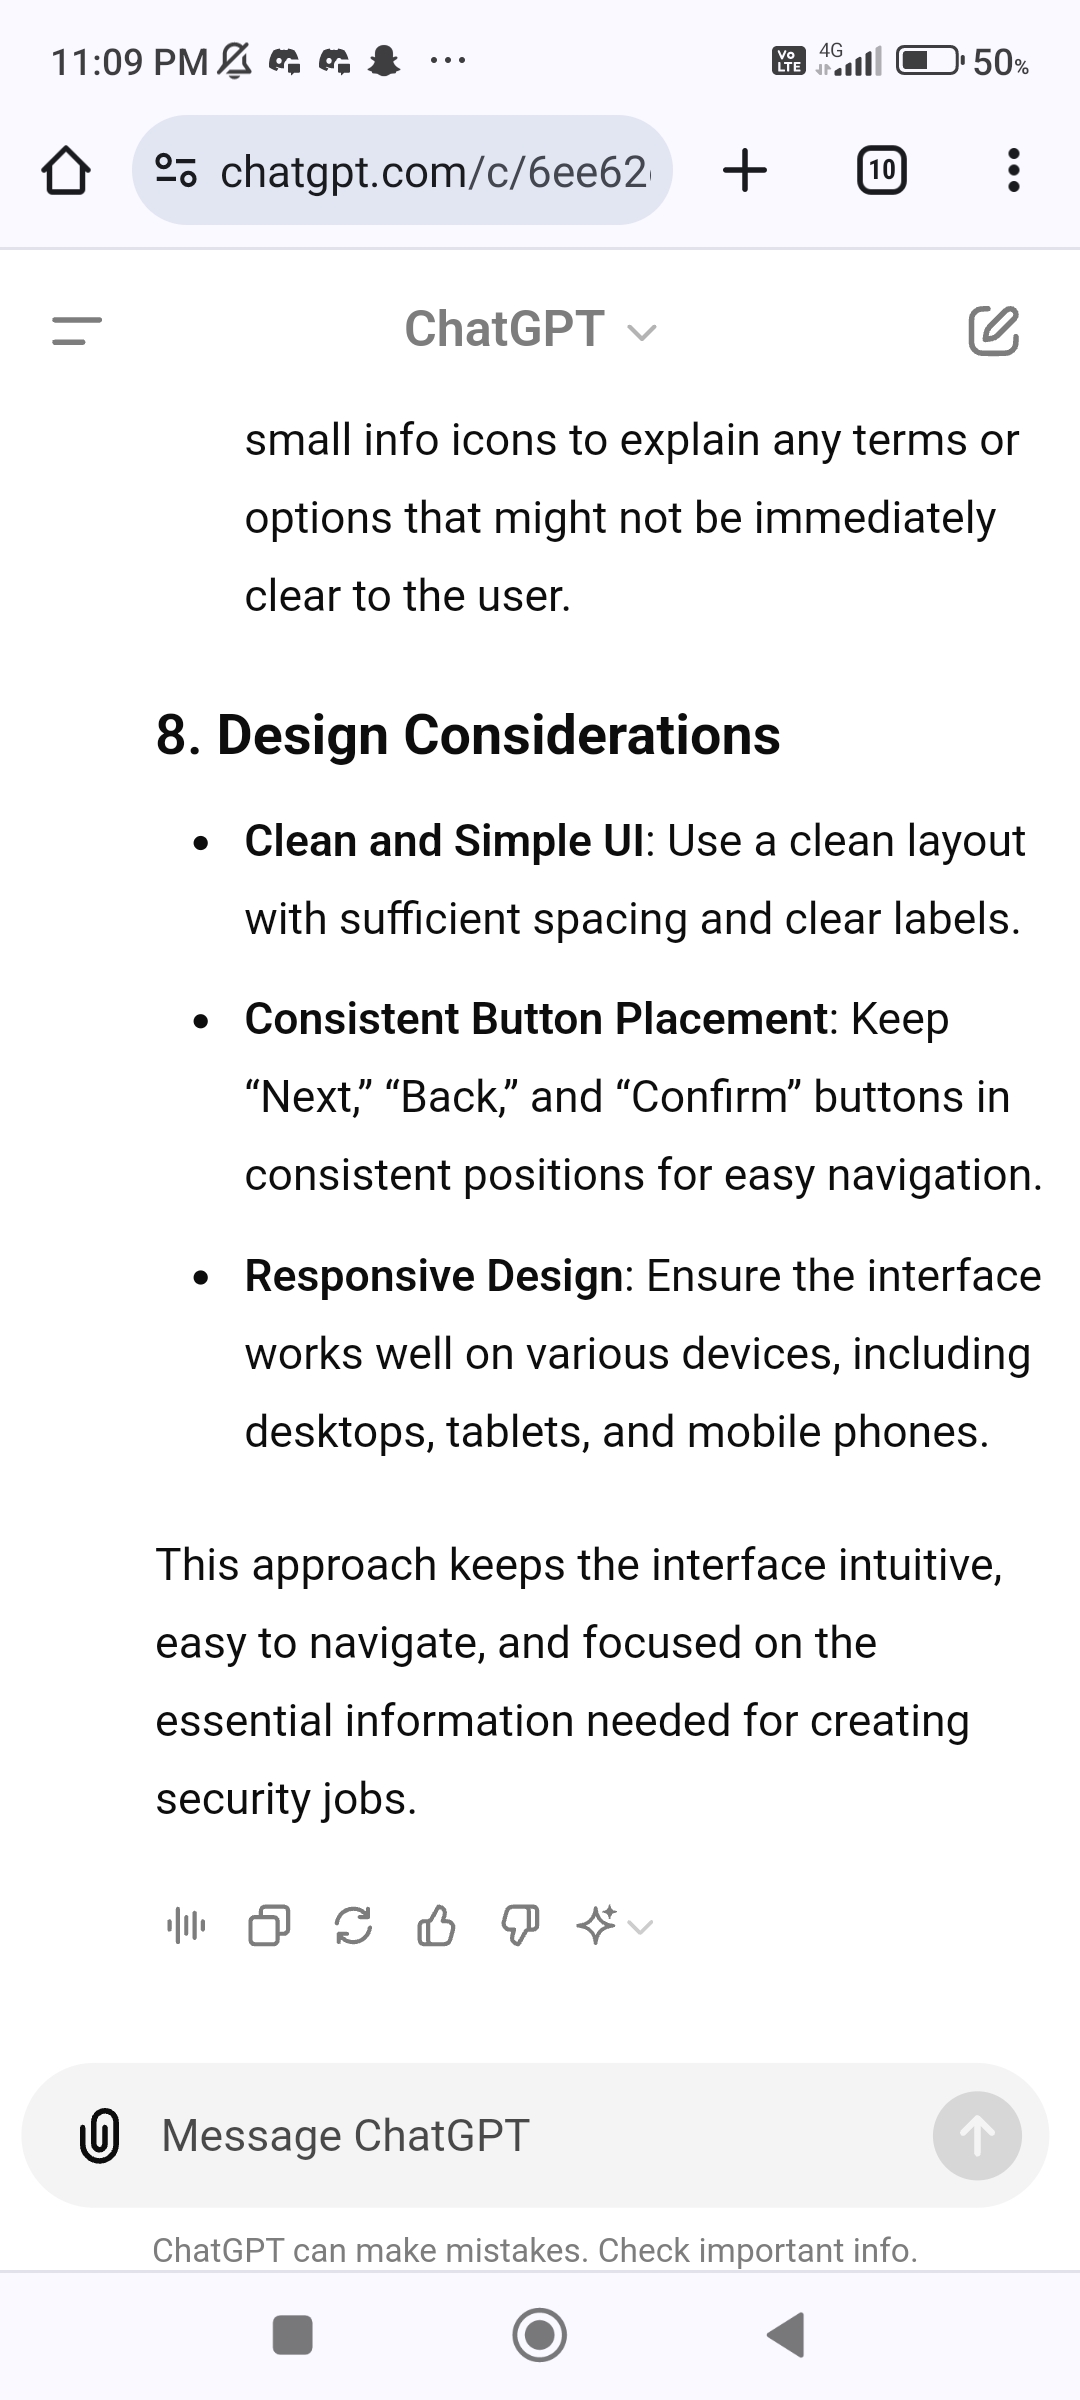 11:09 PM
Vo LTE
4G
50%
chatgpt.com/c/6ee62
10
ChatGPT
small info icons to explain any terms or
options that might not be immediately
clear to the user.
8. Design Considerations
• Clean and Simple UI: Use a clean layout
with sufficient spacing and clear labels.
• Consistent Button Placement: Keep
“Next,” “Back,” and “Confirm” buttons in
consistent positions for easy navigation.
• Responsive Design: Ensure the interface
works well on various devices, including
desktops, tablets, and mobile phones.
This approach keeps the interface intuitive,
easy to navigate, and focused on the
essential information needed for creating
security jobs.
Message ChatGPT
ChatGPT can make mistakes. Check important info.